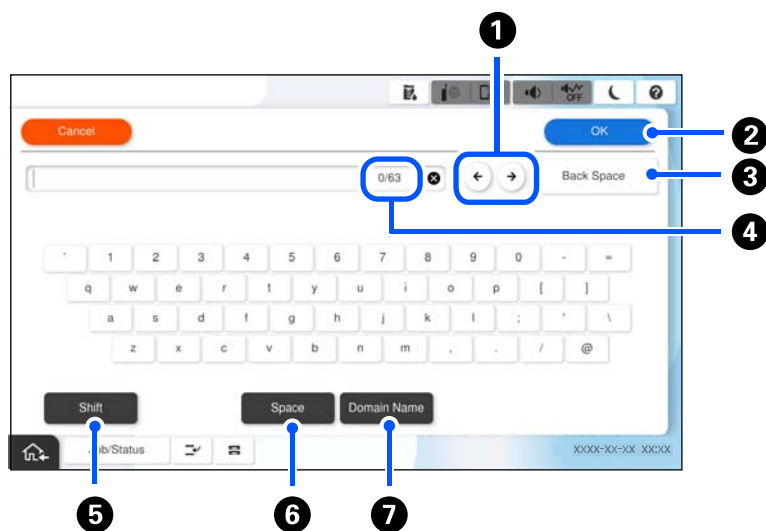 1
OFF
Cancel
OK
2
0/63
Back Space
3
4
` 1 2 3 4 5 6 7 8 9 0 - =
q w e r t y u i o p [ ]
a s d f g h j k l ; ' \
z x c v b n m , . / @
Shift
Space
Domain Name
/Status
XXXX-XX-XX XX:XX
5
6
7